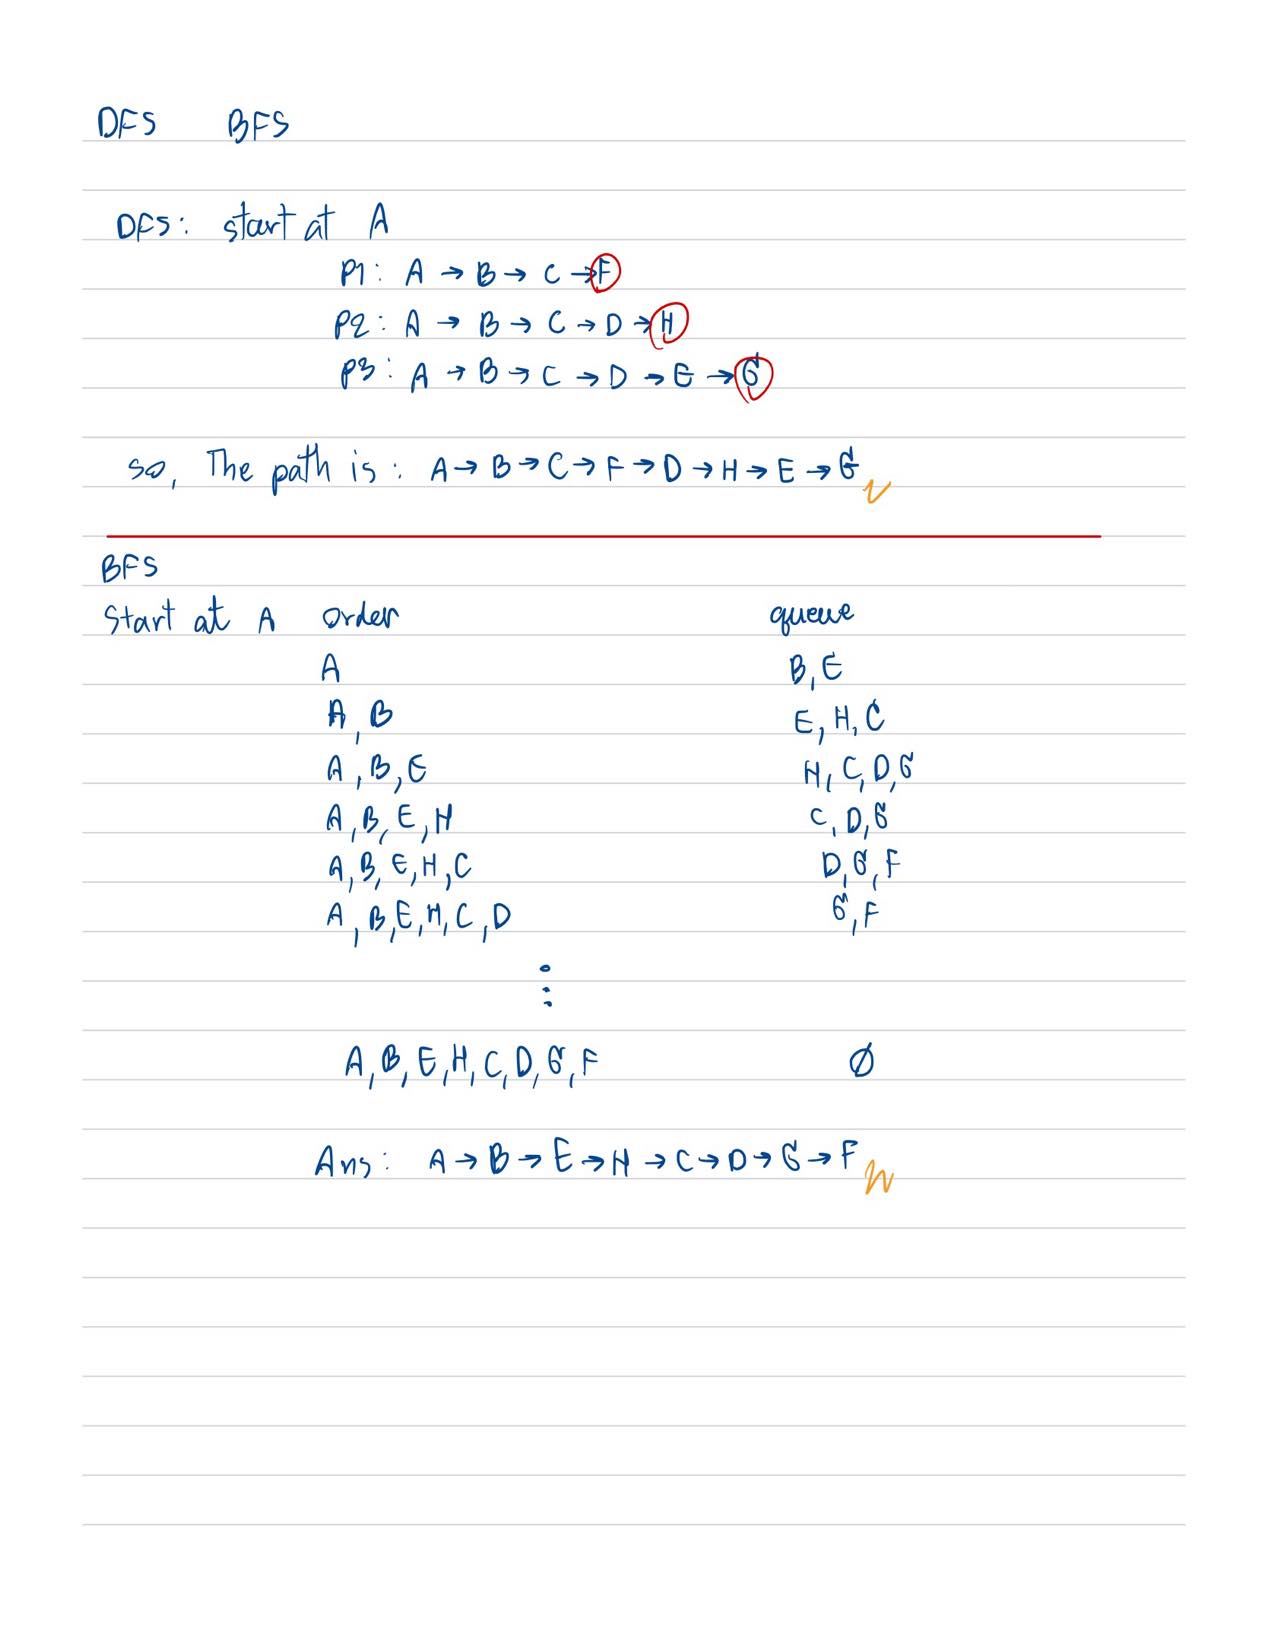 DFS BFS
DFS: start at A
P1: A → B → C → F
P2: A → B → C → D → H
P3: A → B → C → D → E → G
so, The path is: A → B → C → F → D → H → E → G
BFS
Start at A Order queue
A B, E
A, B E, H, C
A, B, E H, C, D, G
A, B, E, H C, D, G
A, B, E, H, C D, G, F
A, B, E, H, C, D G, F
⋮
A, B, E, H, C, D, G, F ∅
Ans: A → B → E → H → C → D → G → F